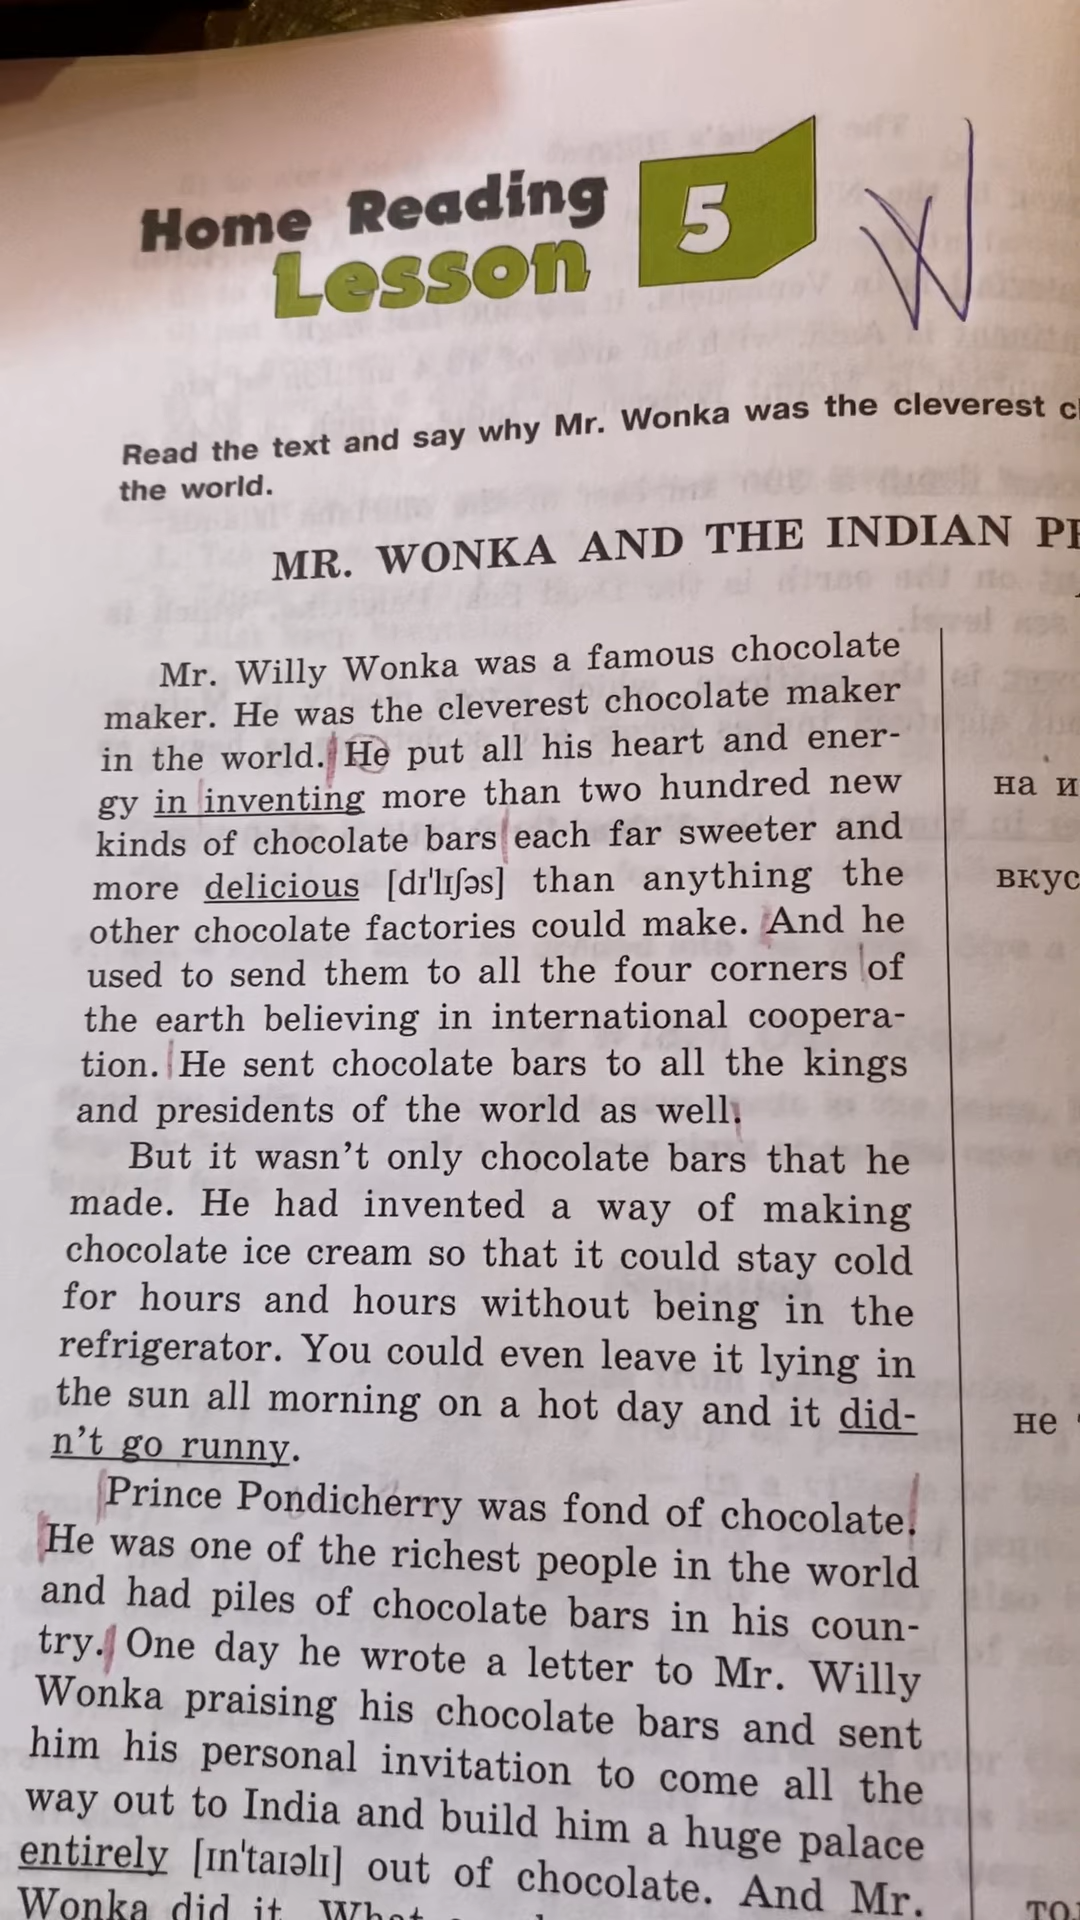 Home Reading
Lesson 5
Read the text and say why Mr. Wonka was the cleverest
the world.
MR. WONKA AND THE INDIAN
Mr. Willy Wonka was a famous chocolate
maker. He was the cleverest chocolate maker
in the world. He put all his heart and ener-
gy in inventing more than two hundred new
на и
kinds of chocolate bars each far sweeter and
more delicious [dɪ'lɪʃəs] than anything the
вкус
other chocolate factories could make. And he
used to send them to all the four corners of
the earth believing in international coopera-
tion. He sent chocolate bars to all the kings
and presidents of the world as well.
But it wasn't only chocolate bars that he
made. He had invented a way of making
chocolate ice cream so that it could stay cold
for hours and hours without being in the
refrigerator. You could even leave it lying in
the sun all morning on a hot day and it did-
не
n't go runny.
Prince Pondicherry was fond of chocolate.
He was one of the richest people in the world
and had piles of chocolate bars in his coun-
try. One day he wrote a letter to Mr. Willy
Wonka praising his chocolate bars and sent
him his personal invitation to come all the
way out to India and build him a huge palace
entirely [ɪn'taɪəlɪ] out of chocolate. And Mr.
Wonka did it. What